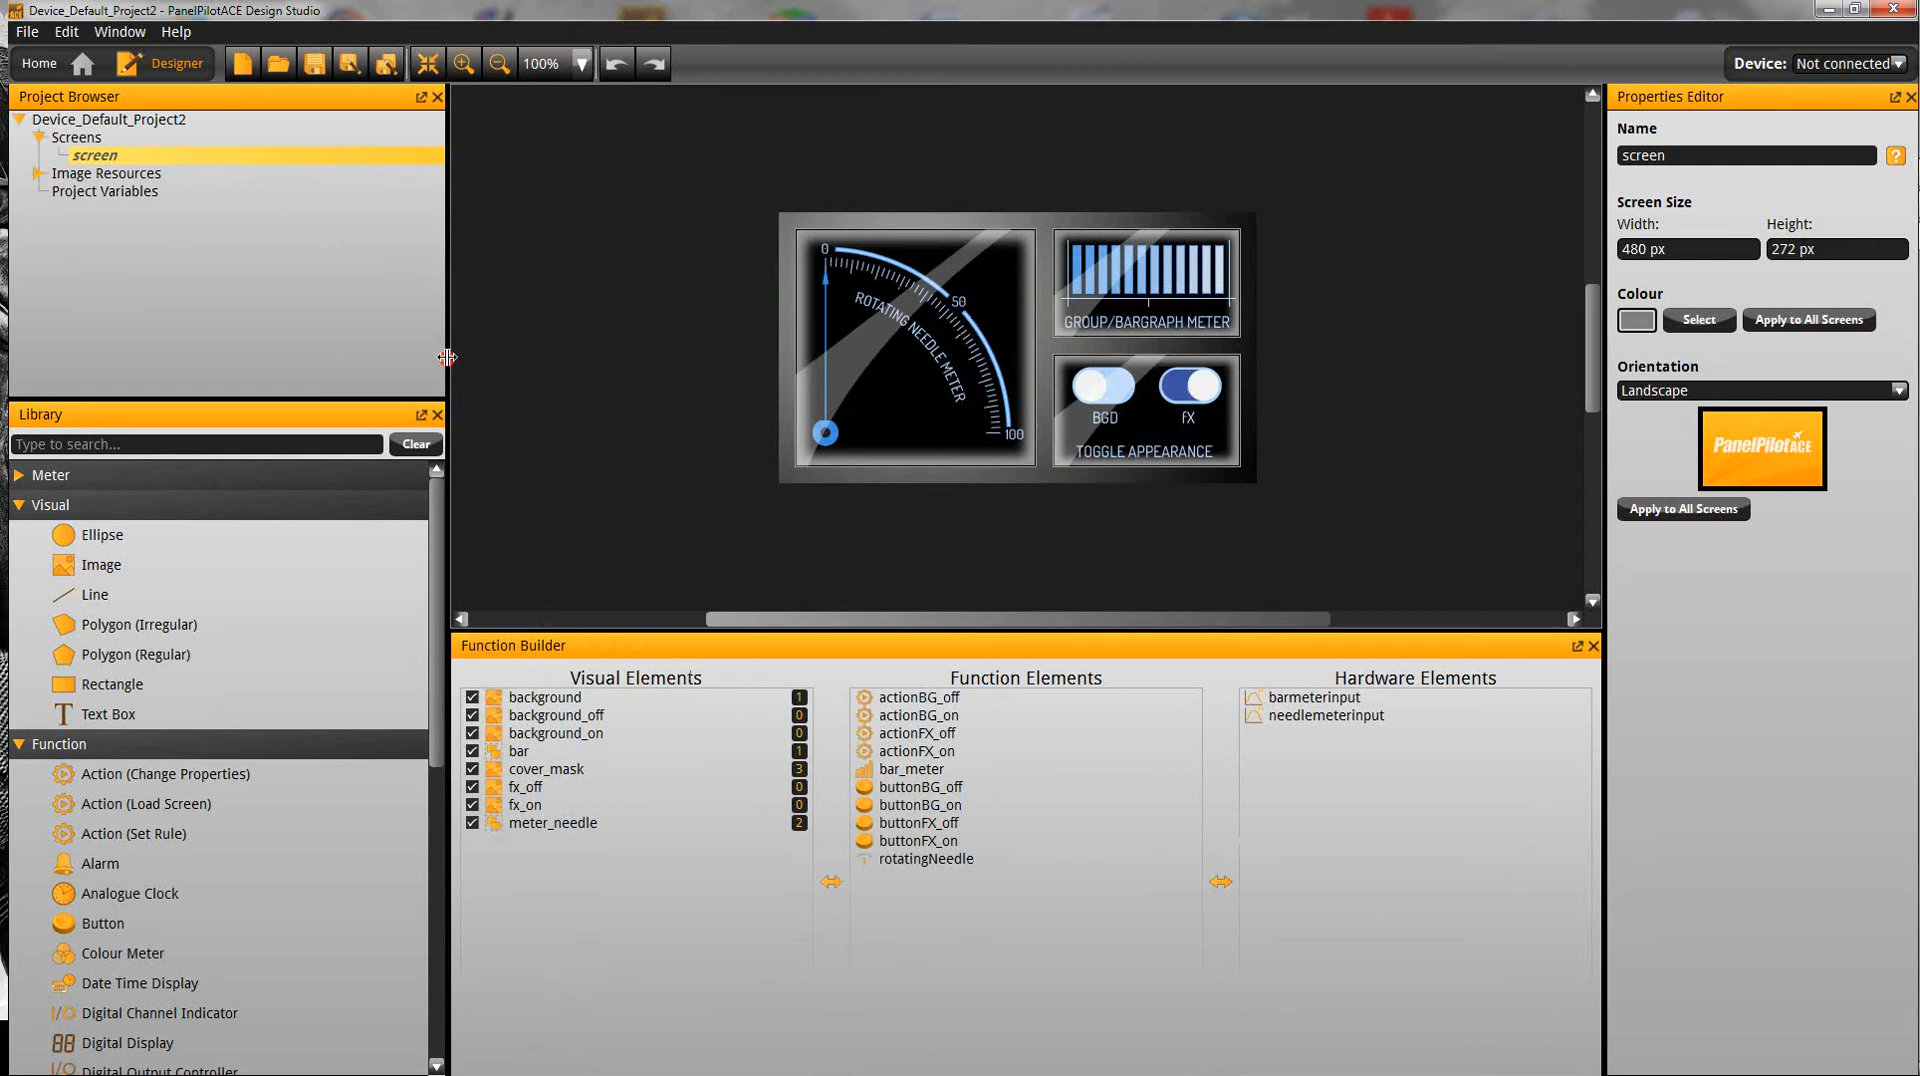 Device_Default_Project2 - PanelPilotACE Design Studio
File Edit Window Help
Home Designer 100% Device: Not connected
Project Browser
Device_Default_Project2
Screens
screen
Image Resources
Project Variables
Library
Type to search... Clear
Meter
Visual
Ellipse
Image
Line
Polygon (Irregular)
Polygon (Regular)
Rectangle
Text Box
Function
Action (Change Properties)
Action (Load Screen)
Action (Set Rule)
Alarm
Analogue Clock
Button
Colour Meter
Date Time Display
Digital Channel Indicator
Digital Display
Digital Output Controller
0
50
100
ROTATING NEEDLE METER
GROUP/BARGRAPH METER
BGD fX
TOGGLE APPEARANCE
Function Builder
Visual Elements
background 1
background_off 0
background_on 0
bar 1
cover_mask 3
fx_off 0
fx_on 0
meter_needle 2
Function Elements
actionBG_off
actionBG_on
actionFX_off
actionFX_on
bar_meter
buttonBG_off
buttonBG_on
buttonFX_off
buttonFX_on
rotatingNeedle
Hardware Elements
barmeterinput
needlemeterinput
Properties Editor
Name
screen ?
Screen Size
Width: Height:
480 px 272 px
Colour
Select Apply to All Screens
Orientation
Landscape
PanelPilotACE
Apply to All Screens